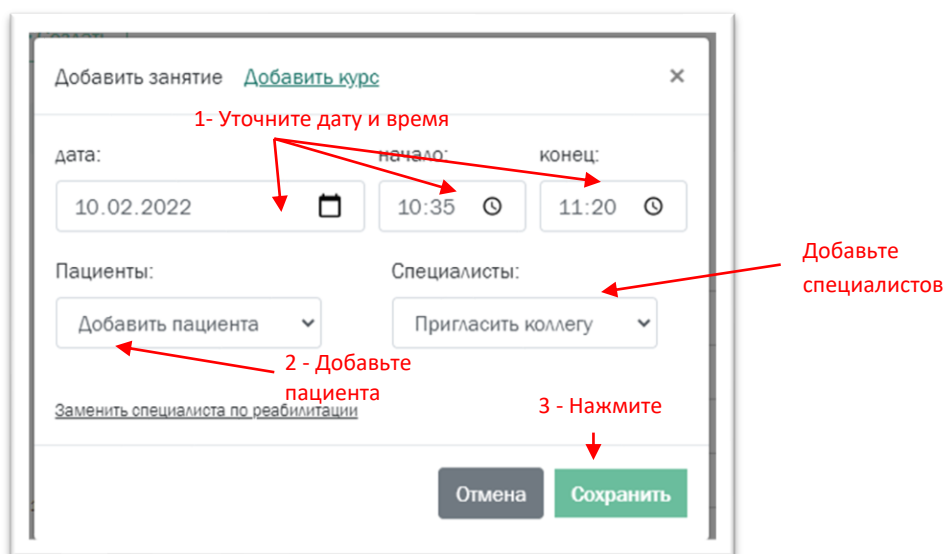 Добавить занятие Добавить курс ×
1- Уточните дату и время
дата: начало: конец:
10.02.2022 10:35 11:20
Добавьте
специалистов
Пациенты: Специалисты:
Добавить пациента Пригласить коллегу
2 - Добавьте
пациента
Заменить специалиста по реабилитации
3 - Нажмите
Отмена Сохранить